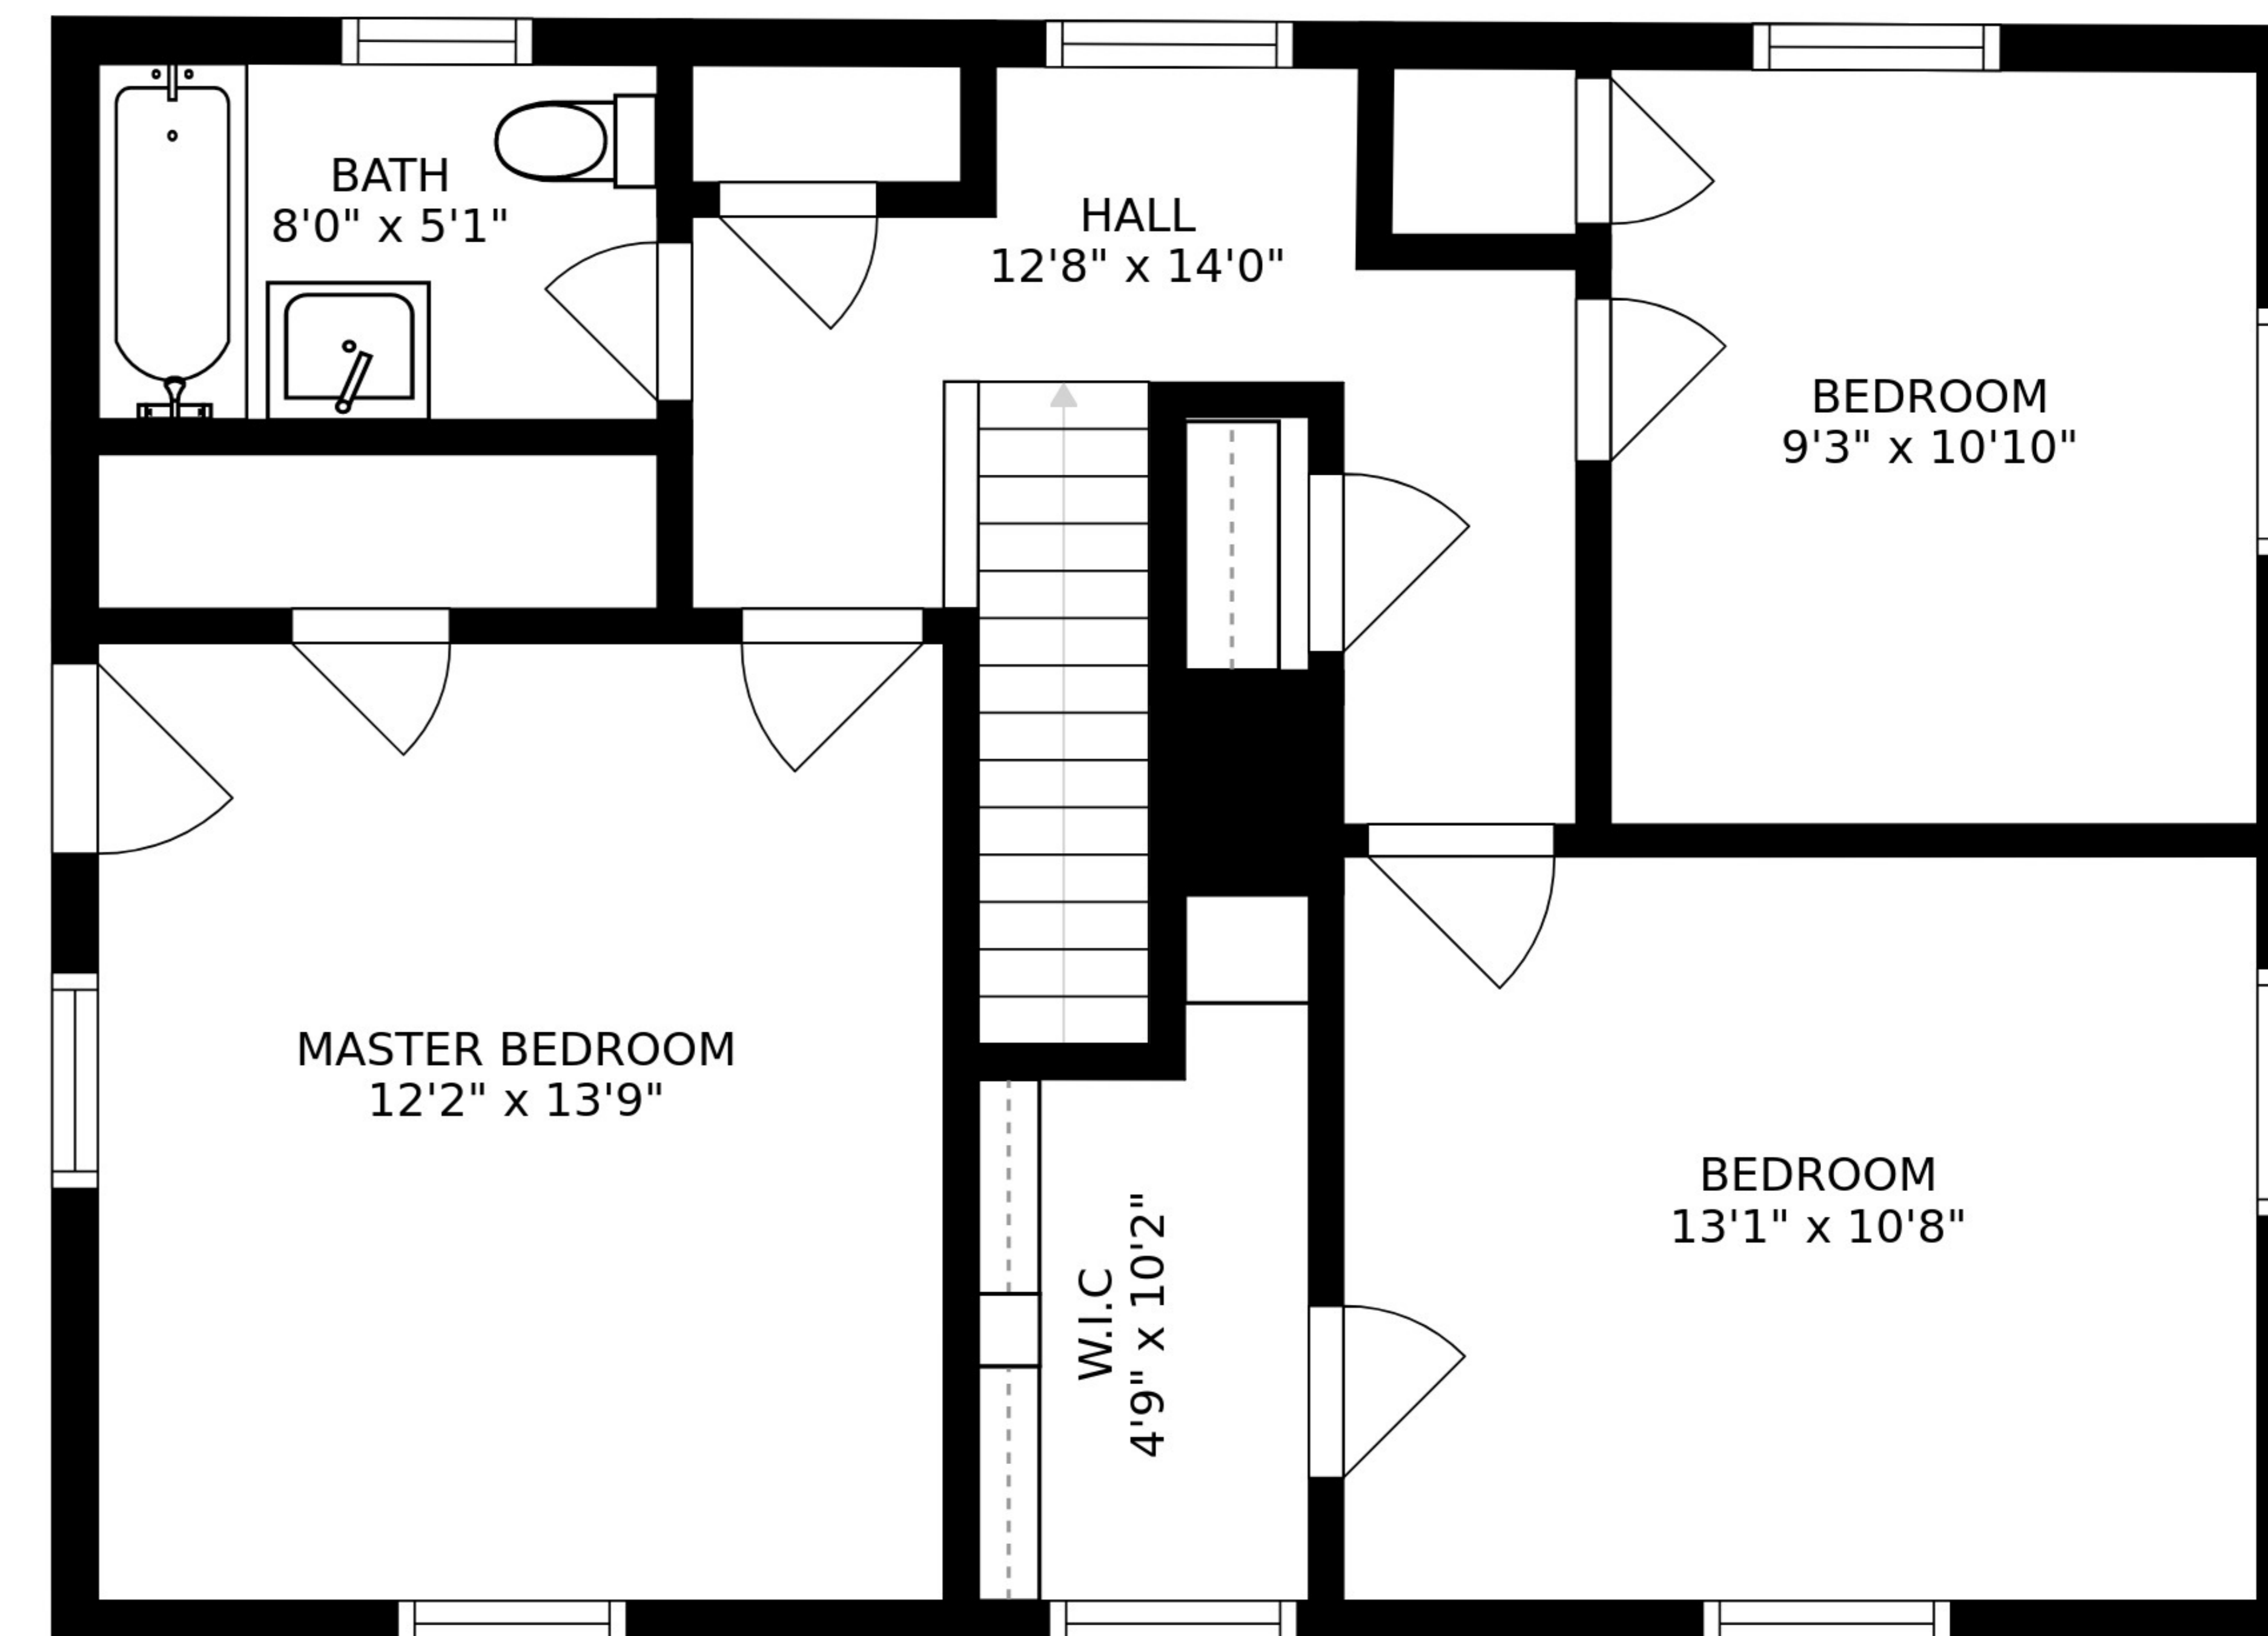 BATH
8'0" x 5'1"
HALL
12'8" x 14'0"
BEDROOM
9'3" x 10'10"
MASTER BEDROOM
12'2" x 13'9"
W.I.C
4'9" x 10'2"
BEDROOM
13'1" x 10'8"